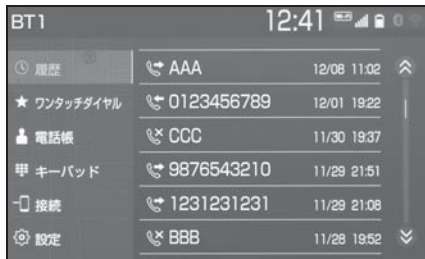 BT1 12:41
履歴 AAA 12/08 11:02
ワンタッチダイヤル 0123456789 12/01 19:22
電話帳 CCC 11/30 19:37
キーパッド 9876543210 11/29 21:51
接続 1231231231 11/29 21:08
設定 BBB 11/28 19:52